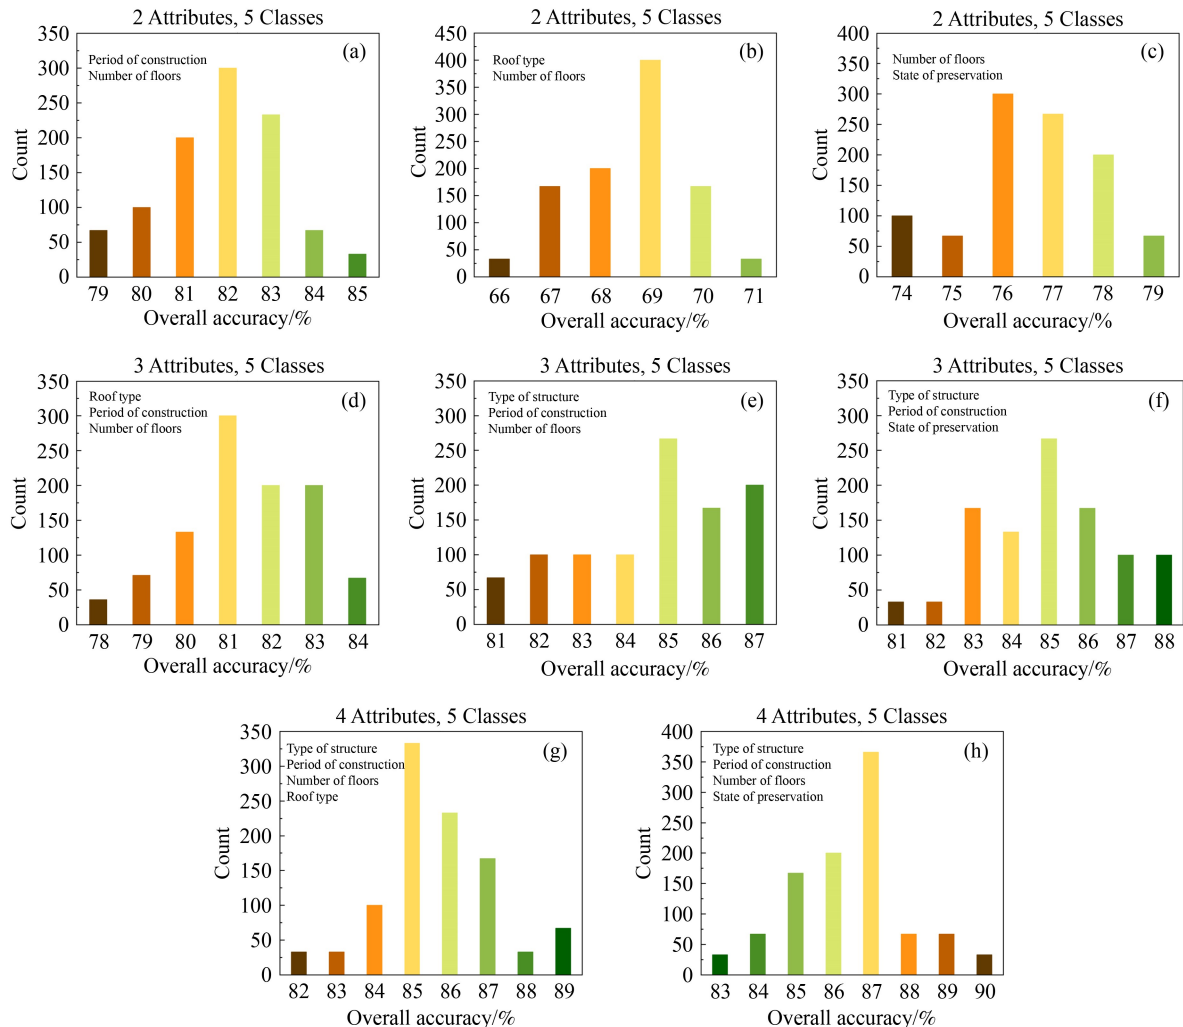 2 Attributes, 5 Classes
(a)
Period of construction
Number of floors
Count
350
300
250
200
150
100
50
0
79 80 81 82 83 84 85
Overall accuracy/%
2 Attributes, 5 Classes
(b)
Roof type
Number of floors
Count
450
400
350
300
250
200
150
100
50
0
66 67 68 69 70 71
Overall accuracy/%
2 Attributes, 5 Classes
(c)
Number of floors
State of preservation
Count
400
350
300
250
200
150
100
50
0
74 75 76 77 78 79
Overall accuracy/%
3 Attributes, 5 Classes
(d)
Roof type
Period of construction
Number of floors
Count
350
300
250
200
150
100
50
0
78 79 80 81 82 83 84
Overall accuracy/%
3 Attributes, 5 Classes
(e)
Type of structure
Period of construction
Number of floors
Count
350
300
250
200
150
100
50
0
81 82 83 84 85 86 87
Overall accuracy/%
3 Attributes, 5 Classes
(f)
Type of structure
Period of construction
State of preservation
Count
350
300
250
200
150
100
50
0
81 82 83 84 85 86 87 88
Overall accuracy/%
4 Attributes, 5 Classes
(g)
Type of structure
Period of construction
Number of floors
Roof type
Count
350
300
250
200
150
100
50
0
82 83 84 85 86 87 88 89
Overall accuracy/%
4 Attributes, 5 Classes
(h)
Type of structure
Period of construction
Number of floors
State of preservation
Count
400
350
300
250
200
150
100
50
0
83 84 85 86 87 88 89 90
Overall accuracy/%